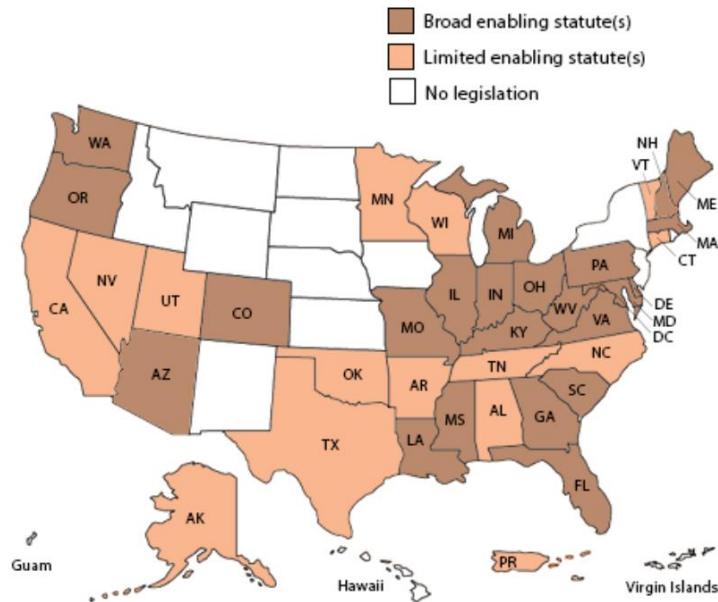 Broad enabling statute(s)
Limited enabling statute(s)
No legislation
NH
WA
VT
OR
MN
ME
WI
MI
MA
CT
PA
NV
OH
IL
IN
DE
CA
UT
CO
WV
MD
MO
VA
DC
KY
NC
TN
AZ
OK
AR
SC
MS
AL
GA
TX
LA
FL
AK
PR
Guam
Hawaii
Virgin Islands